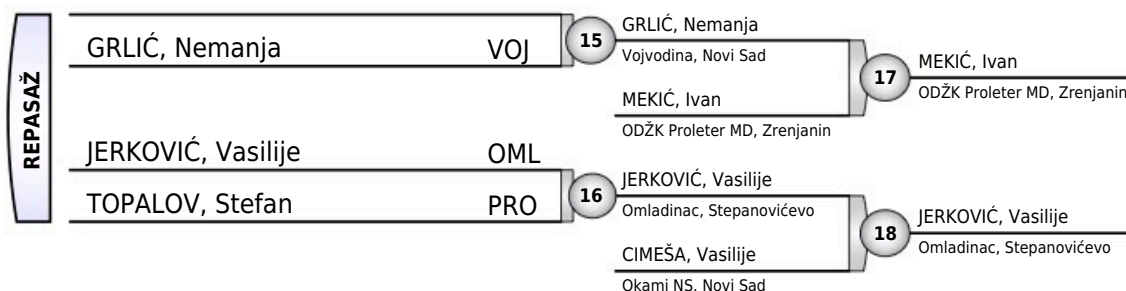 REPASAŽ
GRLIĆ, Nemanja VOJ
JERKOVIĆ, Vasilije OML
TOPALOV, Stefan PRO
15
GRLIĆ, Nemanja
Vojvodina, Novi Sad
MEKIĆ, Ivan
ODŽK Proleter MD, Zrenjanin
16
JERKOVIĆ, Vasilije
Omladinac, Stepanovićevo
CIMEŠA, Vasilije
Okami NS, Novi Sad
17
MEKIĆ, Ivan
ODŽK Proleter MD, Zrenjanin
18
JERKOVIĆ, Vasilije
Omladinac, Stepanovićevo